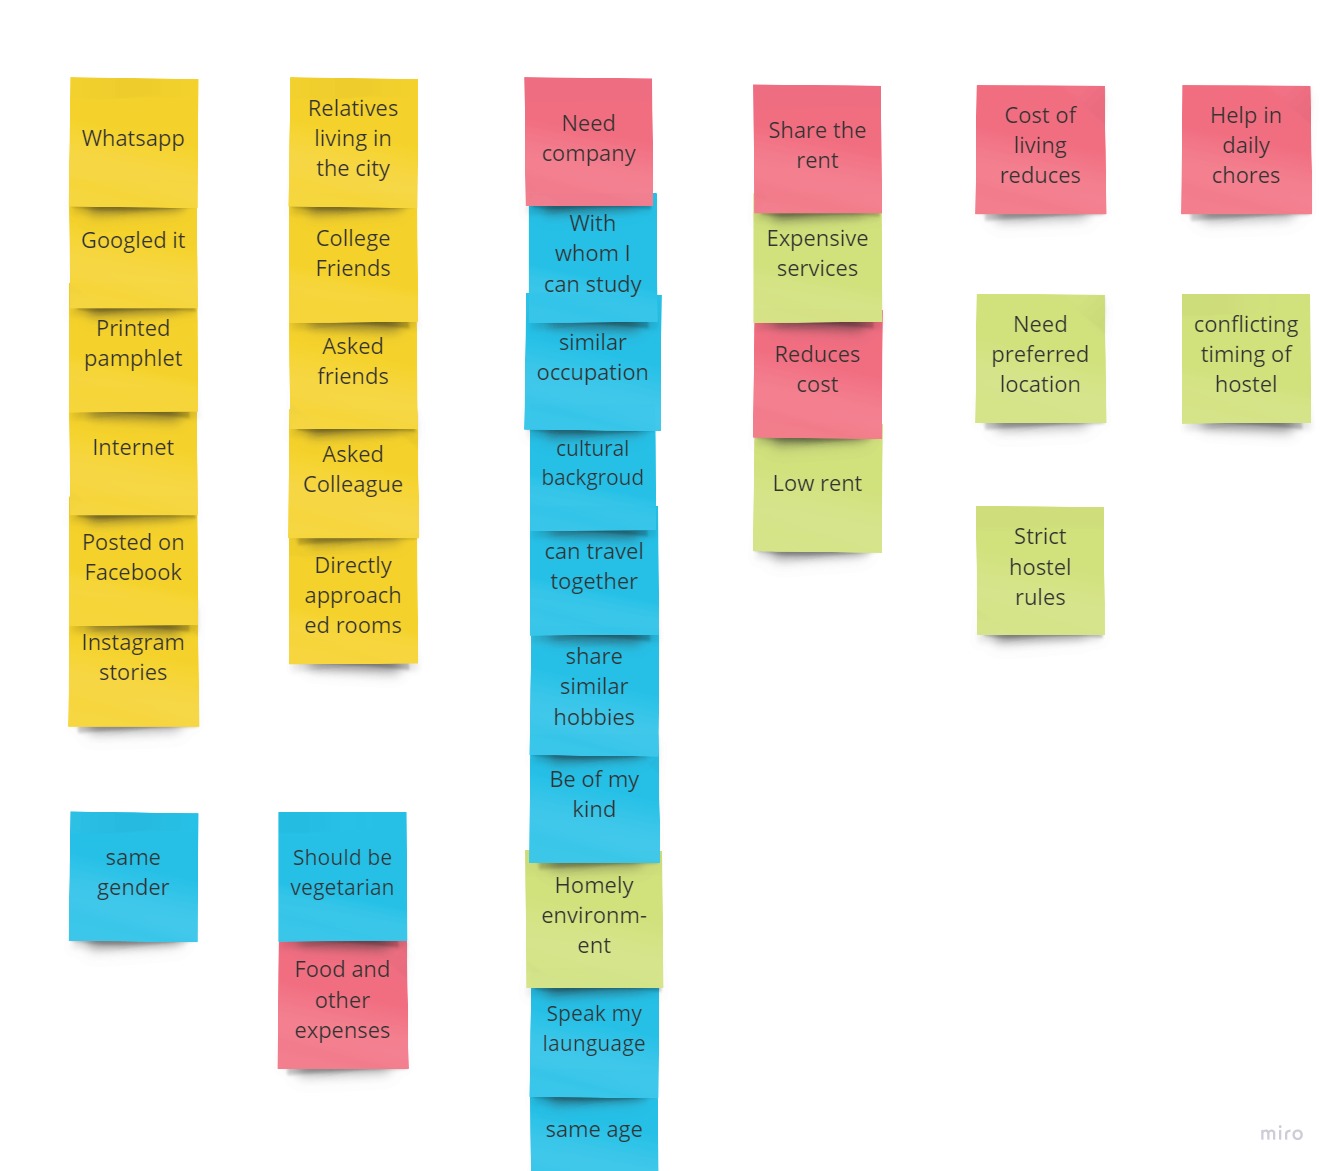 Whatsapp
Googled it
Printed
pamphlet
Internet
Posted on
Facebook
Instagram
stories
same
gender
Relatives
living in
the city
College
Friends
Asked
friends
Asked
Colleague
Directly
approach
ed rooms
Should be
vegetarian
Food and
other
expenses
Need
company
With
whom I
can study
similar
occupation
cultural
backgroud
can travel
together
share
similar
hobbies
Be of my
kind
Homely
environm-
ent
Speak my
launguage
same age
Share the
rent
Expensive
services
Reduces
cost
Low rent
Cost of
living
reduces
Need
preferred
location
Strict
hostel
rules
Help in
daily
chores
conflicting
timing of
hostel
miro